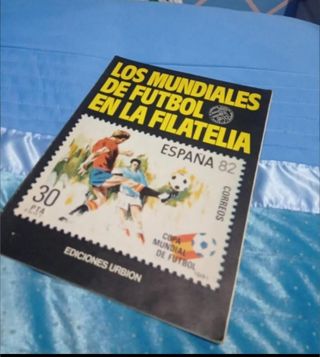 LOS MUNDIALES
DE FUTBOL
EN LA FILATELIA
ESPAÑA 82
CORREOS
30
PTA
COPA
MUNDIAL
DE FUTBOL
EDICIONES URBION